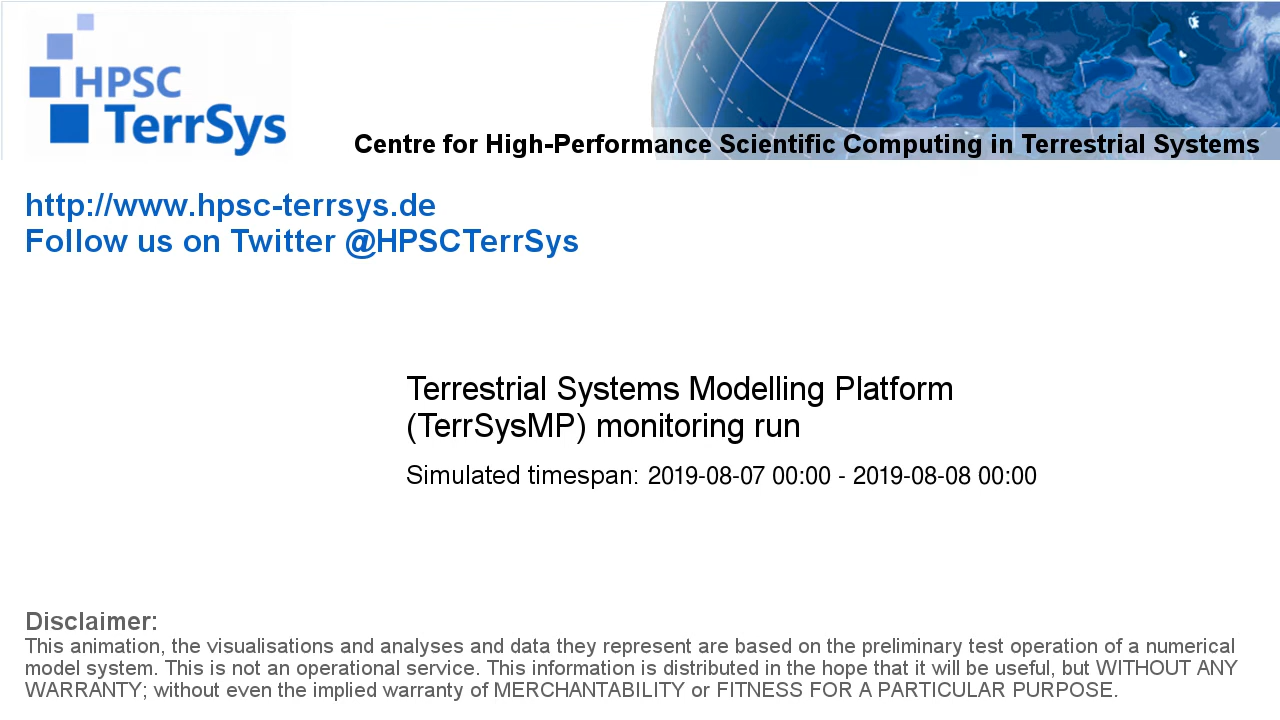 HPSC
TerrSys
Centre for High-Performance Scientific Computing in Terrestrial Systems
http://www.hpsc-terrsys.de
Follow us on Twitter @HPSCTerrSys
Terrestrial Systems Modelling Platform
(TerrSysMP) monitoring run
Simulated timespan: 2019-08-07 00:00 - 2019-08-08 00:00
Disclaimer:
This animation, the visualisations and analyses and data they represent are based on the preliminary test operation of a numerical
model system. This is not an operational service. This information is distributed in the hope that it will be useful, but WITHOUT ANY
WARRANTY; without even the implied warranty of MERCHANTABILITY or FITNESS FOR A PARTICULAR PURPOSE.